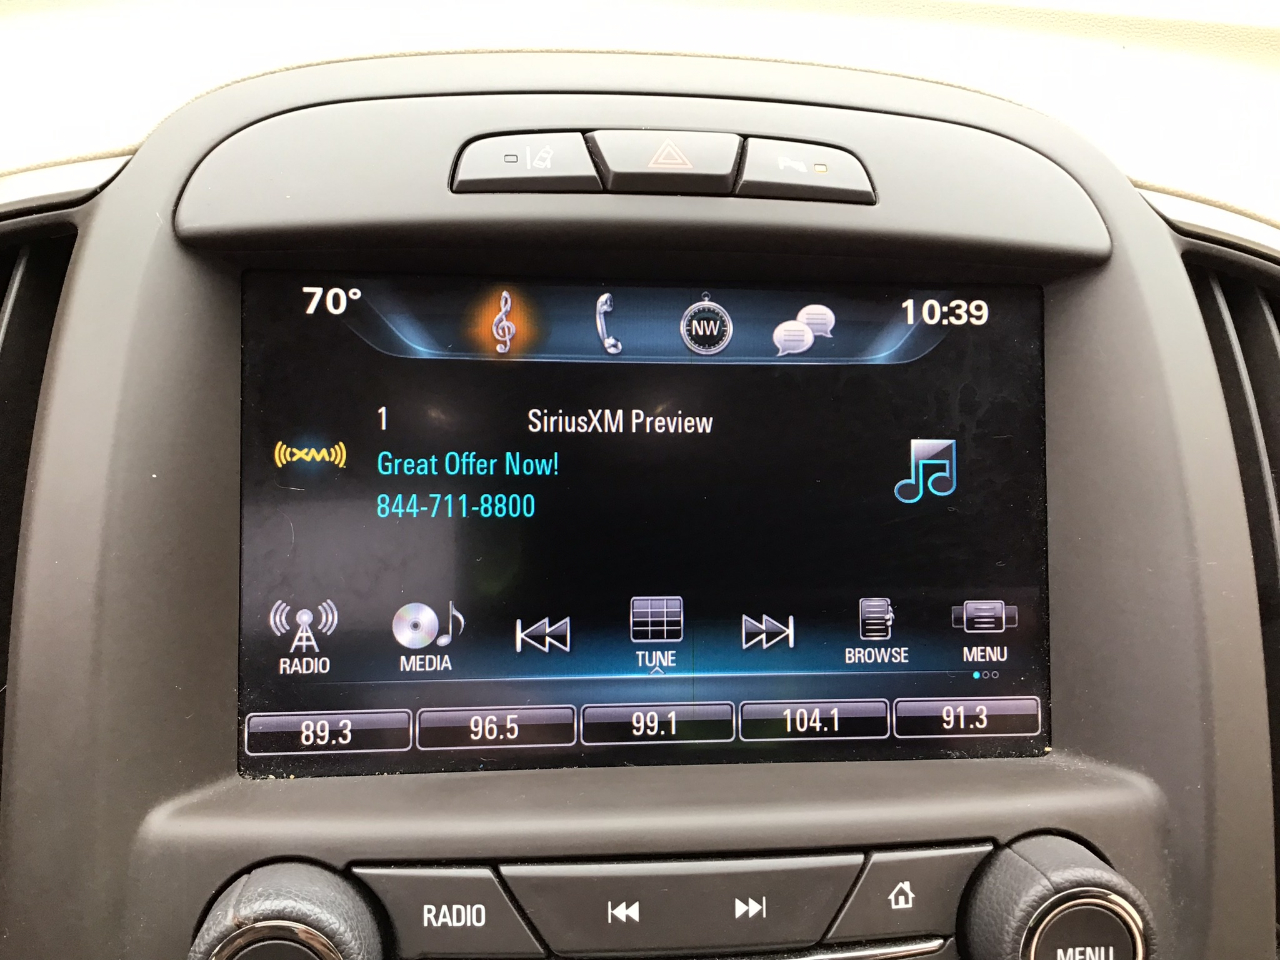 70° NW 10:39
1 SiriusXM Preview
((XM)) Great Offer Now!
844-711-8800
RADIO MEDIA TUNE BROWSE MENU
89.3 96.5 99.1 104.1 91.3
RADIO
MENU